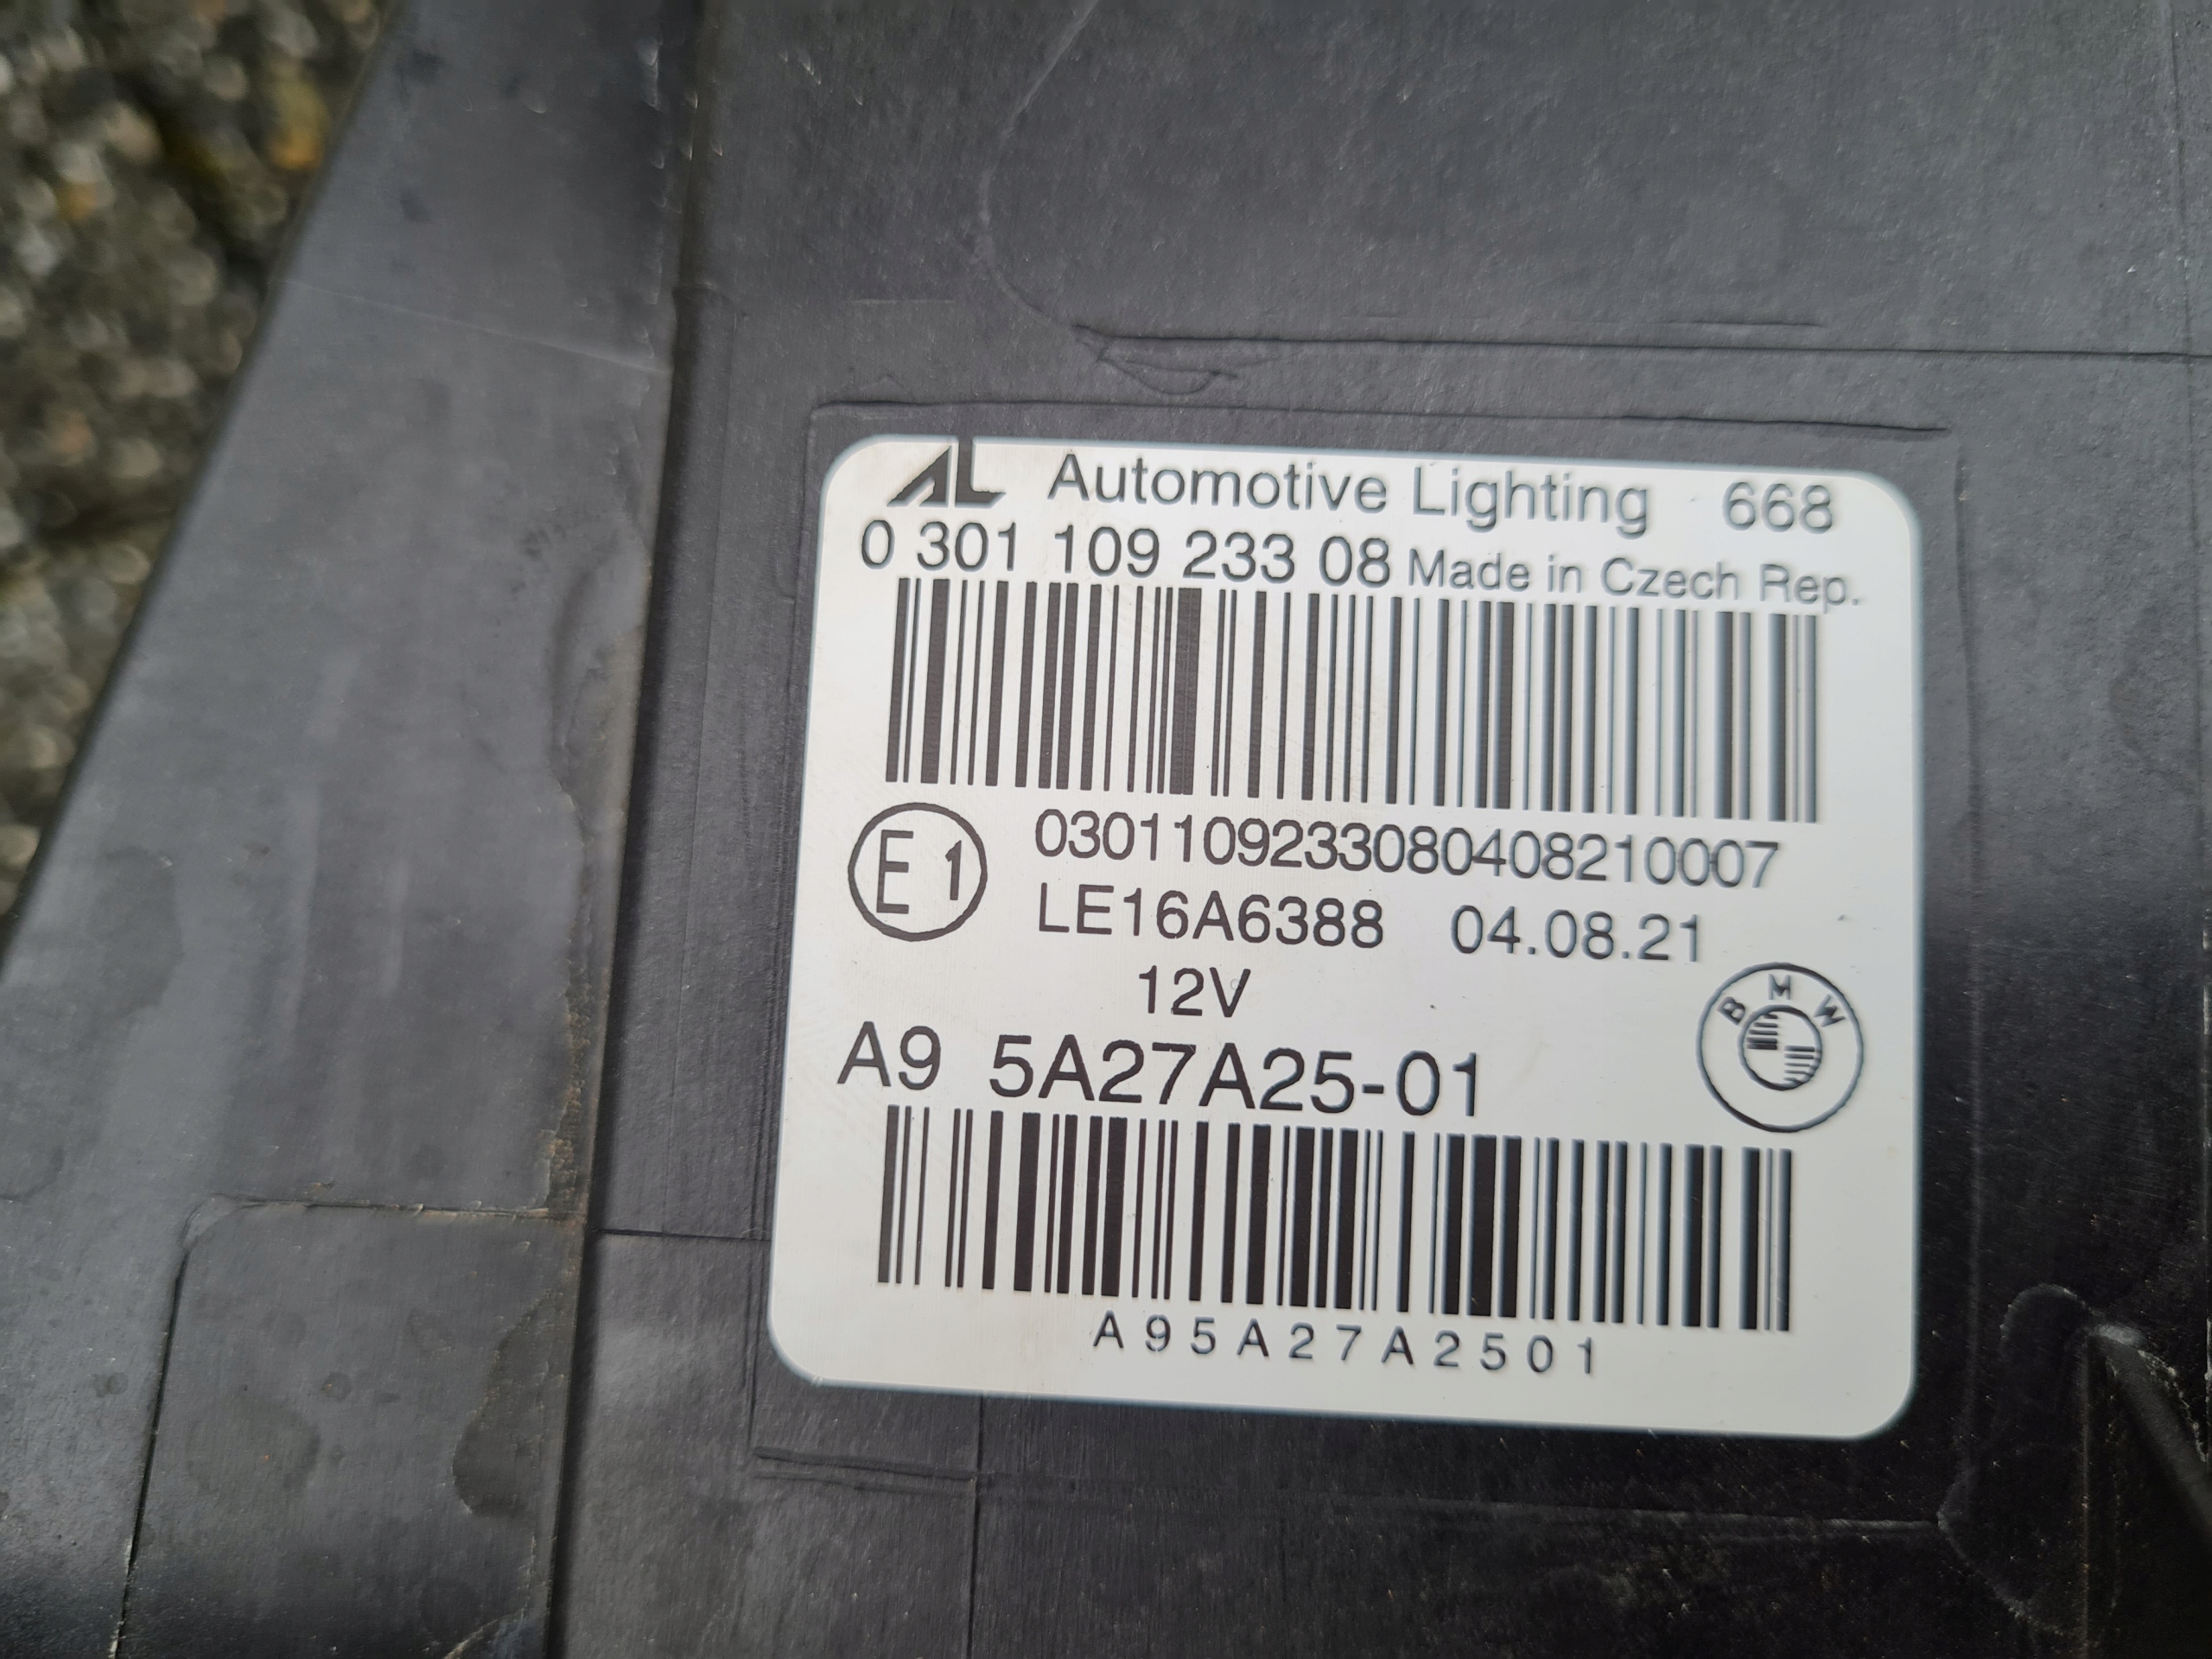 AL Automotive Lighting 668
0 301 109 233 08 Made in Czech Rep.
E1 0301109233080408210007
LE16A6388 04.08.21
12V
BMW
A9 5A27A25-01
A95A27A2501